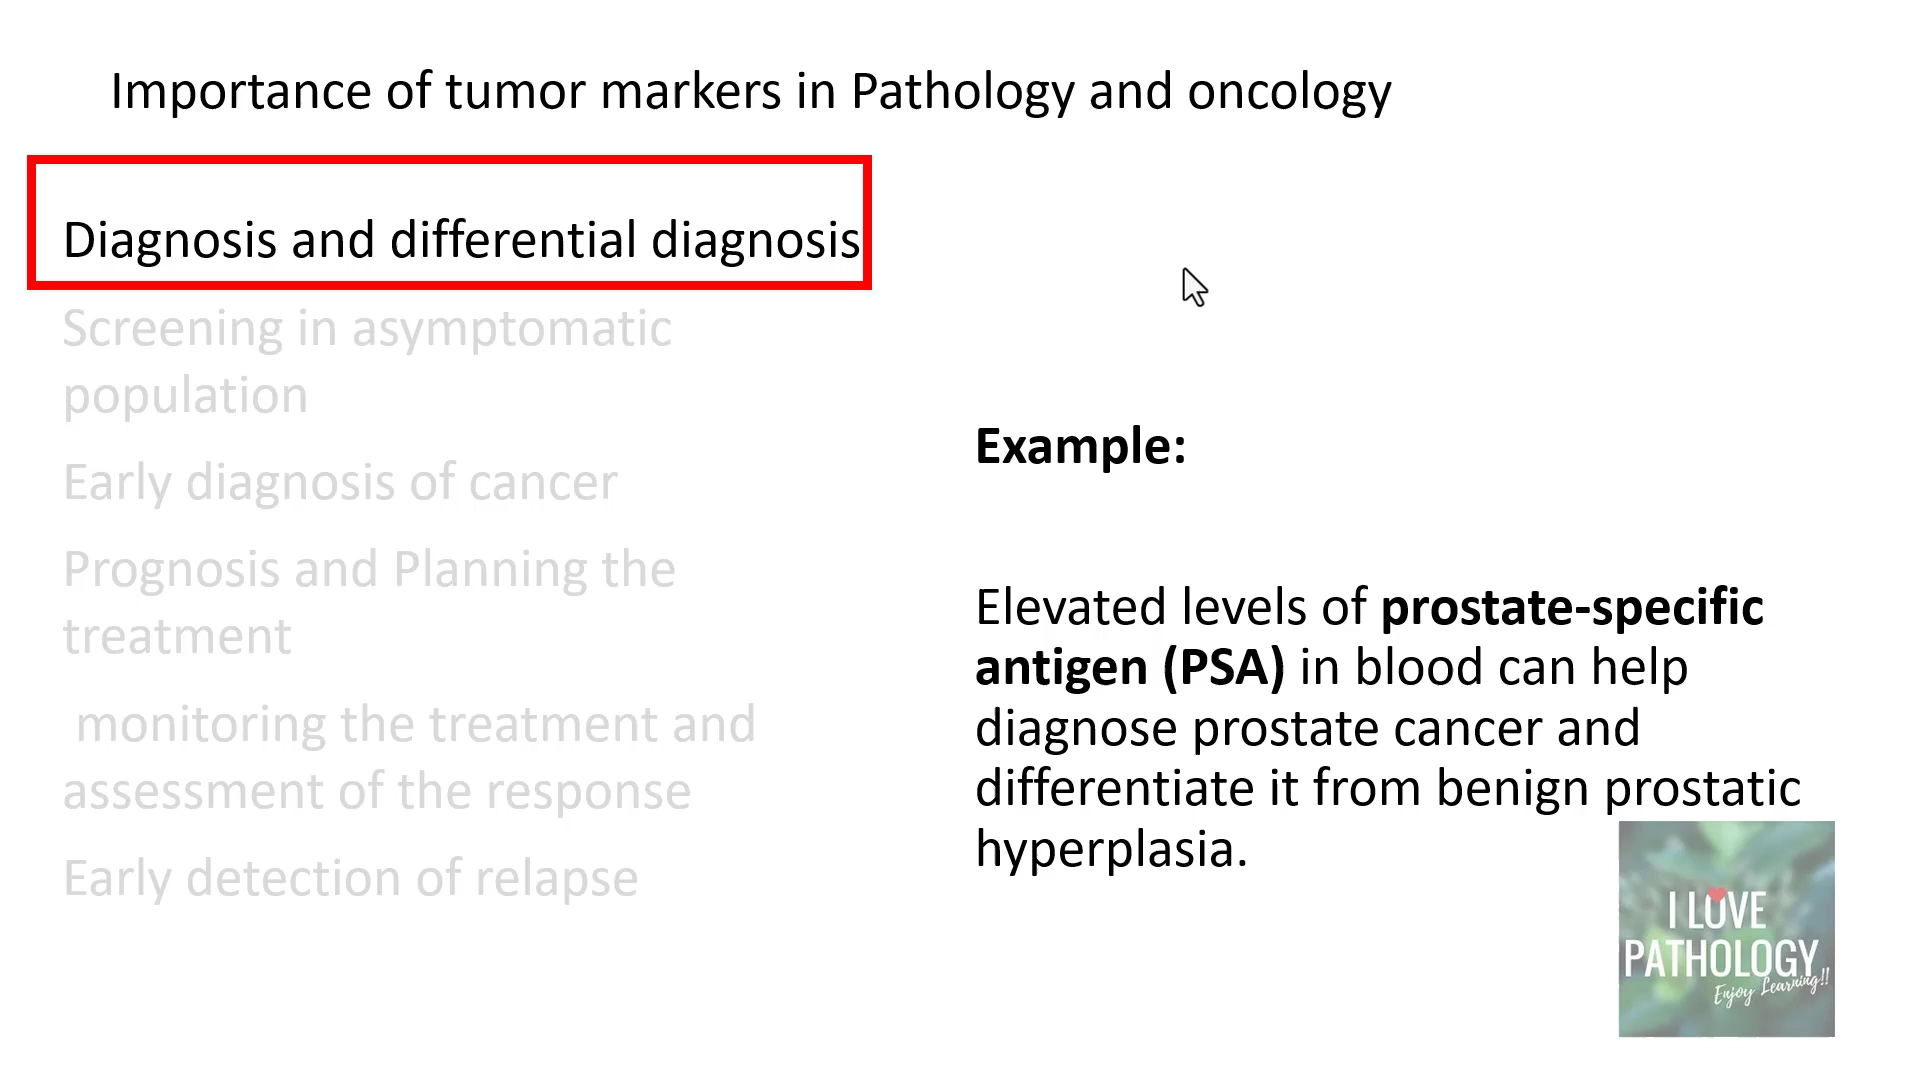 Importance of tumor markers in Pathology and oncology
Diagnosis and differential diagnosis
Screening in asymptomatic
population
Early diagnosis of cancer
Prognosis and Planning the
treatment
monitoring the treatment and
assessment of the response
Early detection of relapse
Example:
Elevated levels of prostate-specific
antigen (PSA) in blood can help
diagnose prostate cancer and
differentiate it from benign prostatic
hyperplasia.
I LOVE
PATHOLOGY
Enjoy Learning!!